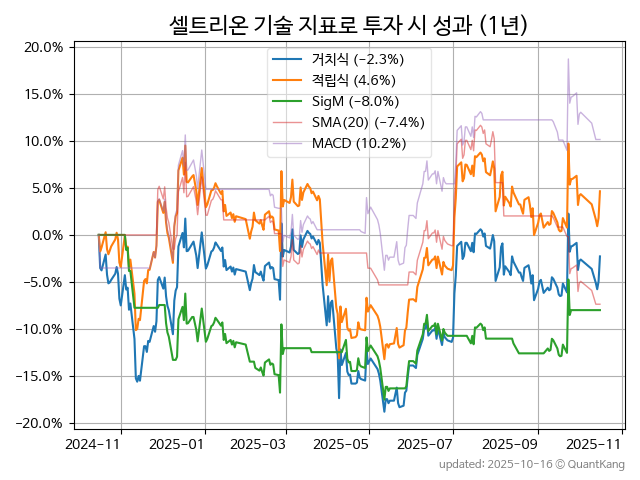 셀트리온 기술 지표로 투자 시 성과 (1년)
거치식 (−2.3%)
적립식 (4.6%)
SigM (−8.0%)
SMA(20) (−7.4%)
MACD (10.2%)
20.0%
15.0%
10.0%
5.0%
0.0%
−5.0%
−10.0%
−15.0%
−20.0%
2024-11 2025-01 2025-03 2025-05 2025-07 2025-09 2025-11
updated: 2025-10-16 ⓒ QuantKang